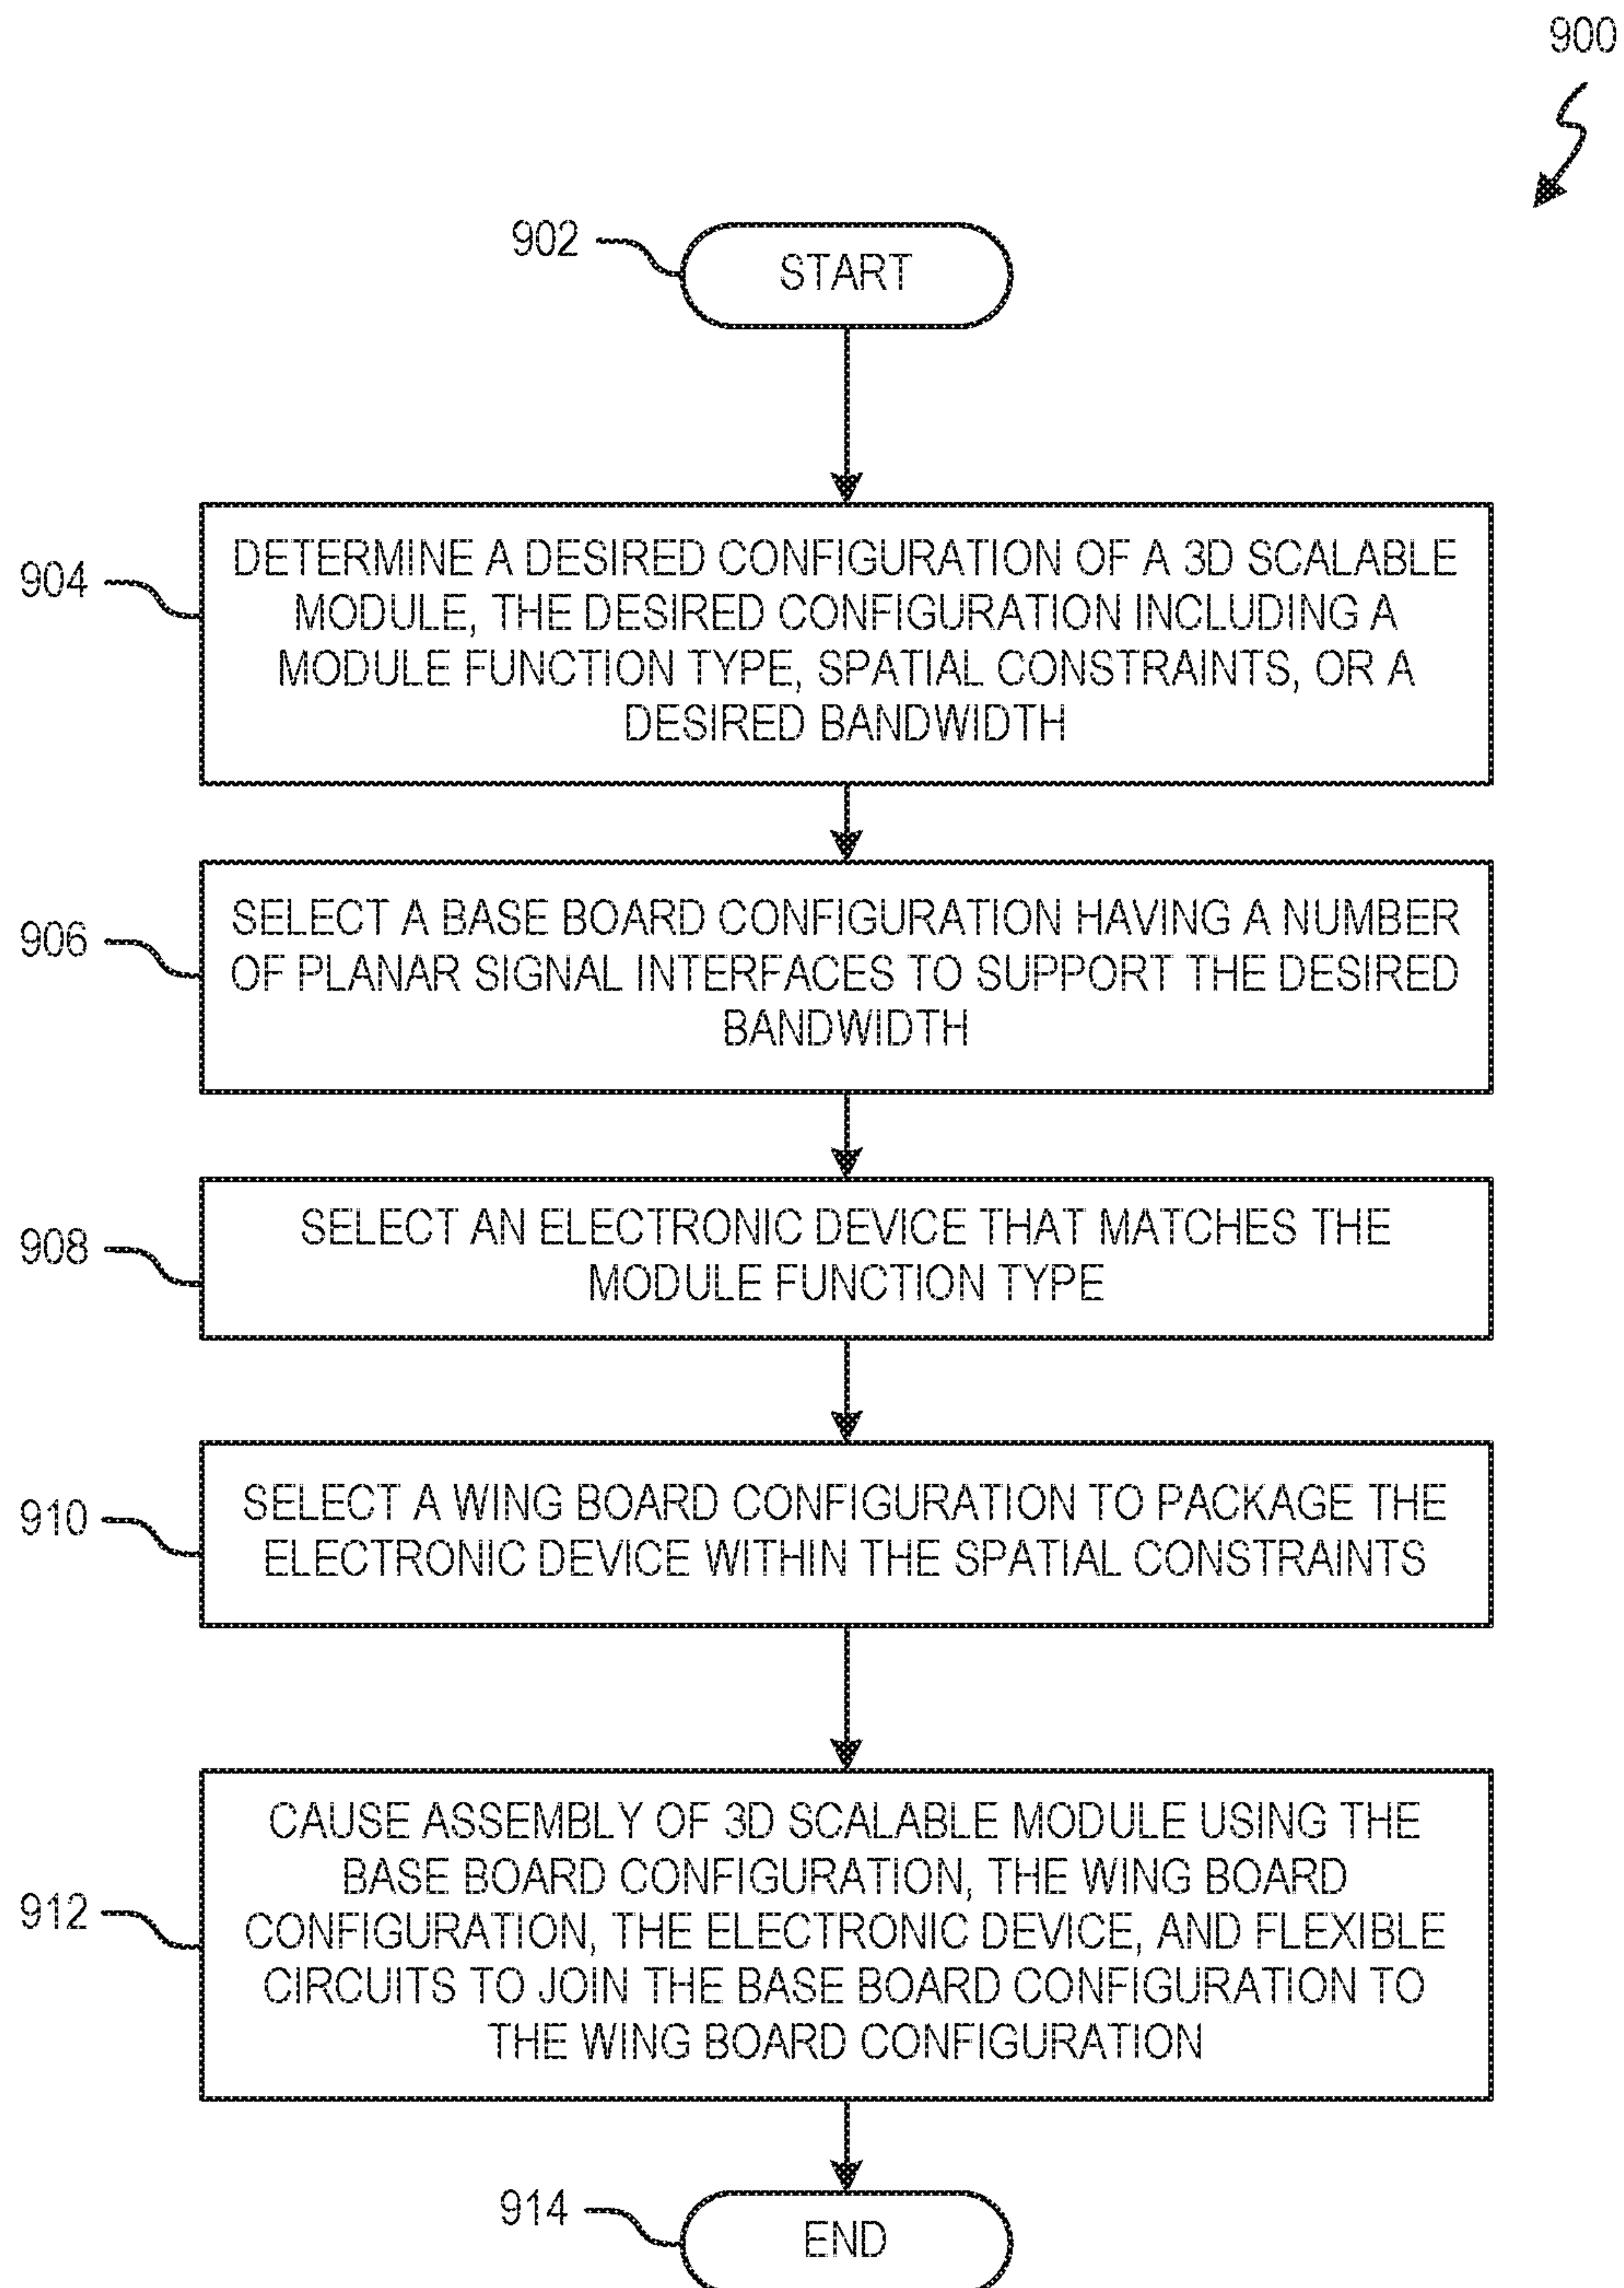 900
902
START
904
DETERMINE A DESIRED CONFIGURATION OF A 3D SCALABLE
MODULE, THE DESIRED CONFIGURATION INCLUDING A
MODULE FUNCTION TYPE, SPATIAL CONSTRAINTS, OR A
DESIRED BANDWIDTH
906
SELECT A BASE BOARD CONFIGURATION HAVING A NUMBER
OF PLANAR SIGNAL INTERFACES TO SUPPORT THE DESIRED
BANDWIDTH
908
SELECT AN ELECTRONIC DEVICE THAT MATCHES THE
MODULE FUNCTION TYPE
910
SELECT A WING BOARD CONFIGURATION TO PACKAGE THE
ELECTRONIC DEVICE WITHIN THE SPATIAL CONSTRAINTS
912
CAUSE ASSEMBLY OF 3D SCALABLE MODULE USING THE
BASE BOARD CONFIGURATION, THE WING BOARD
CONFIGURATION, THE ELECTRONIC DEVICE, AND FLEXIBLE
CIRCUITS TO JOIN THE BASE BOARD CONFIGURATION TO
THE WING BOARD CONFIGURATION
914
END